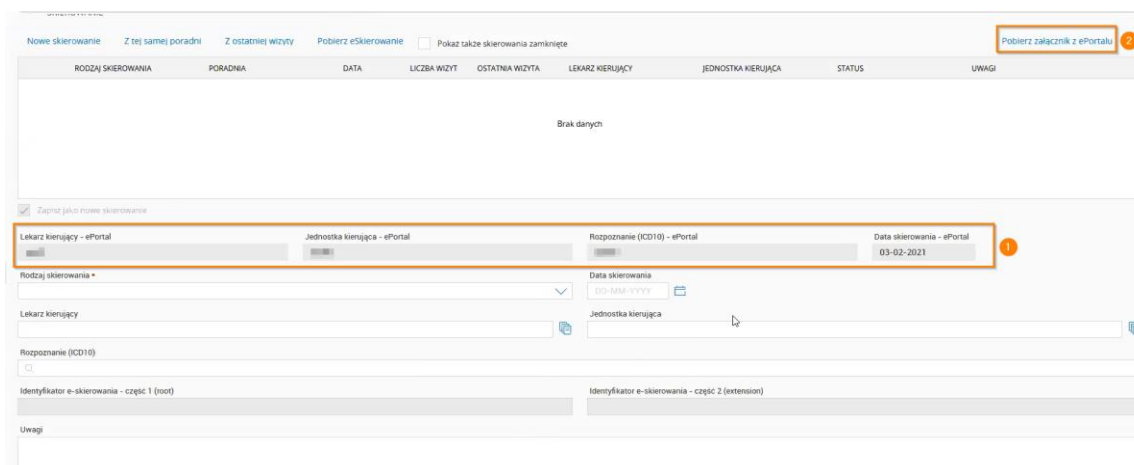 Nowe skierowanie Z tej samej poradni Z ostatniej wizyty Pobierz eSkierowanie Pokaż także skierowania zamknięte Pobierz załącznik z ePortalu 2
RODZAJ SKIEROWANIA PORADNIA DATA LICZBA WIZYT OSTATNIA WIZYTA LEKARZ KIERUJĄCY JEDNOSTKA KIERUJĄCA STATUS UWAGI
Brak danych
Zapisz jako nowe skierowanie
Lekarz kierujący - ePortal Jednostka kierująca - ePortal Rozpoznanie (ICD10) - ePortal Data skierowania - ePortal
03-02-2021 1
Rodzaj skierowania • Data skierowania
DD-MM-YYYY
Lekarz kierujący Jednostka kierująca
Rozpoznanie (ICD10)
Identyfikator e-skierowania - część 1 (root) Identyfikator e-skierowania - część 2 (extension)
Uwagi